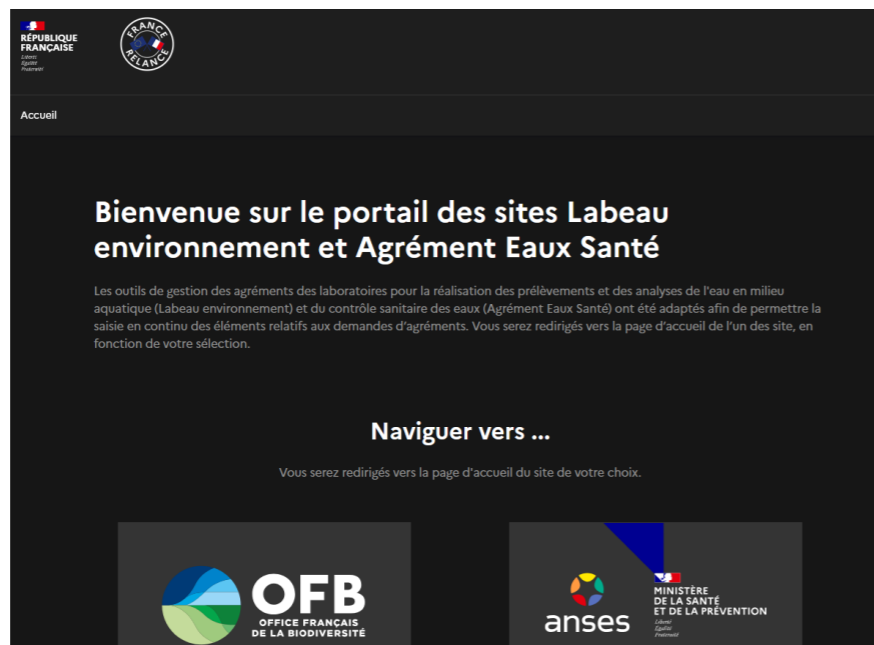 RÉPUBLIQUE
FRANÇAISE
Liberté
Égalité
Fraternité
FRANCE
RELANCE
Accueil
Bienvenue sur le portail des sites Labeau
environnement et Agrément Eaux Santé
Les outils de gestion des agréments des laboratoires pour la réalisation des prélèvements et des analyses de l'eau en milieu
aquatique (Labeau environnement) et du contrôle sanitaire des eaux (Agrément Eaux Santé) ont été adaptés afin de permettre la
saisie en continu des éléments relatifs aux demandes d'agréments. Vous serez redirigés vers la page d'accueil de l'un des site, en
fonction de votre sélection.
Naviguer vers ...
Vous serez redirigés vers la page d'accueil du site de votre choix.
OFB
OFFICE FRANÇAIS
DE LA BIODIVERSITÉ
anses
MINISTÈRE
DE LA SANTÉ
ET DE LA PRÉVENTION
Liberté
Égalité
Fraternité